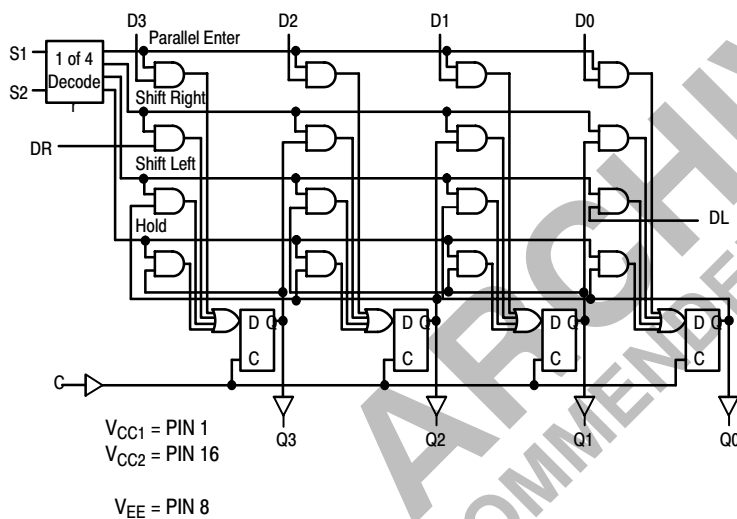 D3 D2 D1 D0
Parallel Enter
S1
1 of 4
Decode
S2
Shift Right
DR
Shift Left
DL
Hold
D Q D Q D Q D Q
C C C C
C
Q3 Q2 Q1 Q0
VCC1 = PIN 1
VCC2 = PIN 16
VEE = PIN 8